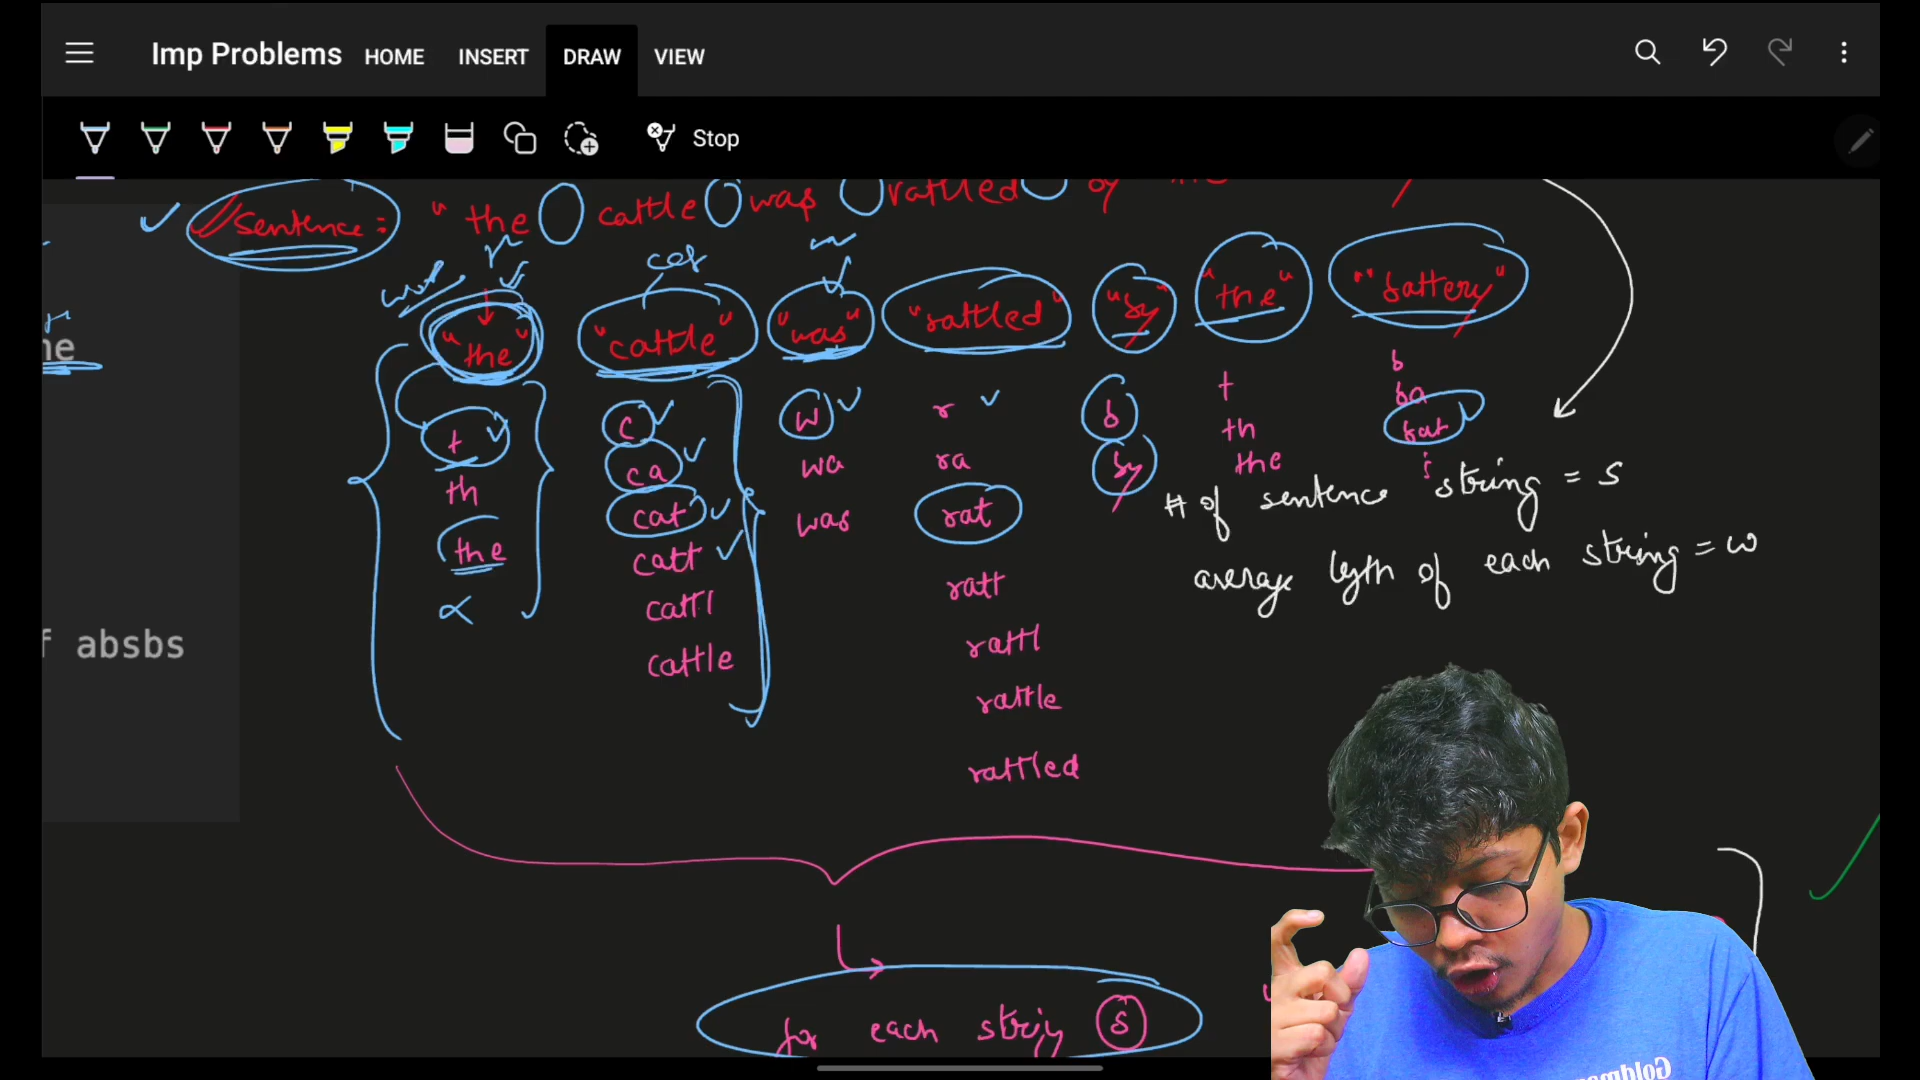 Imp Problems HOME INSERT DRAW VIEW
Stop
sentence: "the cattle was rattled by
cat
"the" "cattle" "was" "rattled" "by" "the" "battery"
t
th
the
c
ca
cat
catt
cattl
cattle
w
wa
was
r
ra
rat
ratt
rattl
rattle
rattled
b
by
t
th
the
b
ba
bat
# of sentence string = s
average legth of each string = w
he
f absbs
for each string s